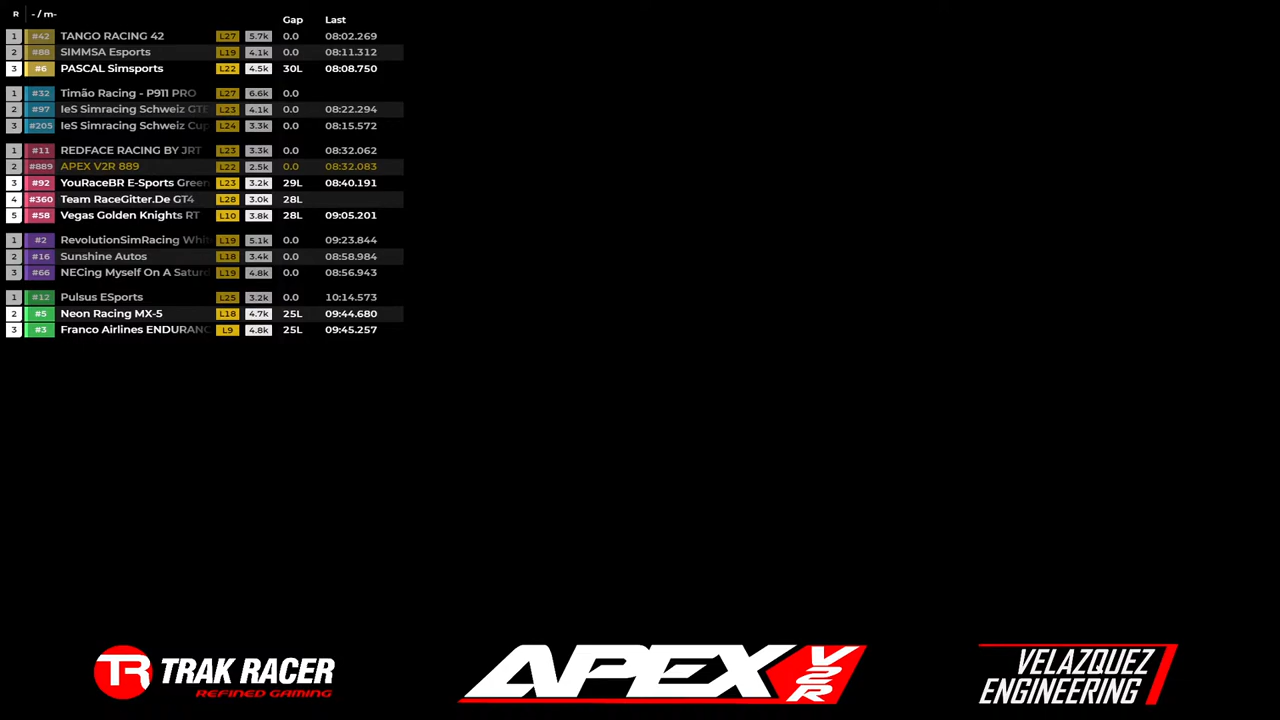 R - / m-
Gap Last
1 #42 TANGO RACING 42 L27 5.7k 0.0 08:02.269
2 #88 SIMMSA Esports L19 4.1k 0.0 08:11.312
3 #6 PASCAL Simsports L22 4.5k 30L 08:08.750
1 #32 Timão Racing - P911 PRO L27 6.6k 0.0
2 #97 IeS Simracing Schweiz GTE L23 4.1k 0.0 08:22.294
3 #205 IeS Simracing Schweiz Cup L24 3.3k 0.0 08:15.572
1 #11 REDFACE RACING BY JRT L23 3.3k 0.0 08:32.062
2 #889 APEX V2R 889 L22 2.5k 0.0 08:32.083
3 #92 YouRaceBR E-Sports Green L23 3.2k 29L 08:40.191
4 #360 Team RaceGitter.De GT4 L28 3.0k 28L
5 #58 Vegas Golden Knights RT L10 3.8k 28L 09:05.201
1 #2 RevolutionSimRacing Whit L19 5.1k 0.0 09:23.844
2 #16 Sunshine Autos L18 3.4k 0.0 08:58.984
3 #66 NECing Myself On A Saturd L19 4.8k 0.0 08:56.943
1 #12 Pulsus ESports L25 3.2k 0.0 10:14.573
2 #5 Neon Racing MX-5 L18 4.7k 25L 09:44.680
3 #3 Franco Airlines ENDURANC L9 4.8k 25L 09:45.257
TR TRAK RACER
REFINED GAMING
APEX V2R
VELAZQUEZ
ENGINEERING